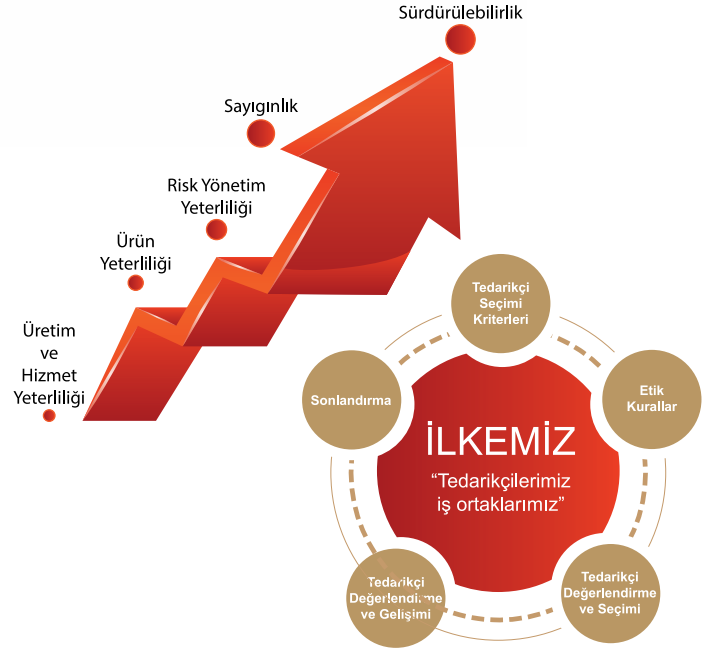 Sürdürülebilirlik
Sayıgınlık
Risk Yönetim
Yeterliliği
Ürün
Yeterliliği
Üretim
ve
Hizmet
Yeterliliği
Tedarikçi
Seçimi
Kriterleri
Etik
Kurallar
Tedarikçi
Değerlendirme
ve Seçimi
Tedarikçi
Değerlendirme
ve Gelişimi
Sonlandırma
İLKEMİZ
“Tedarikçilerimiz
iş ortaklarımız”